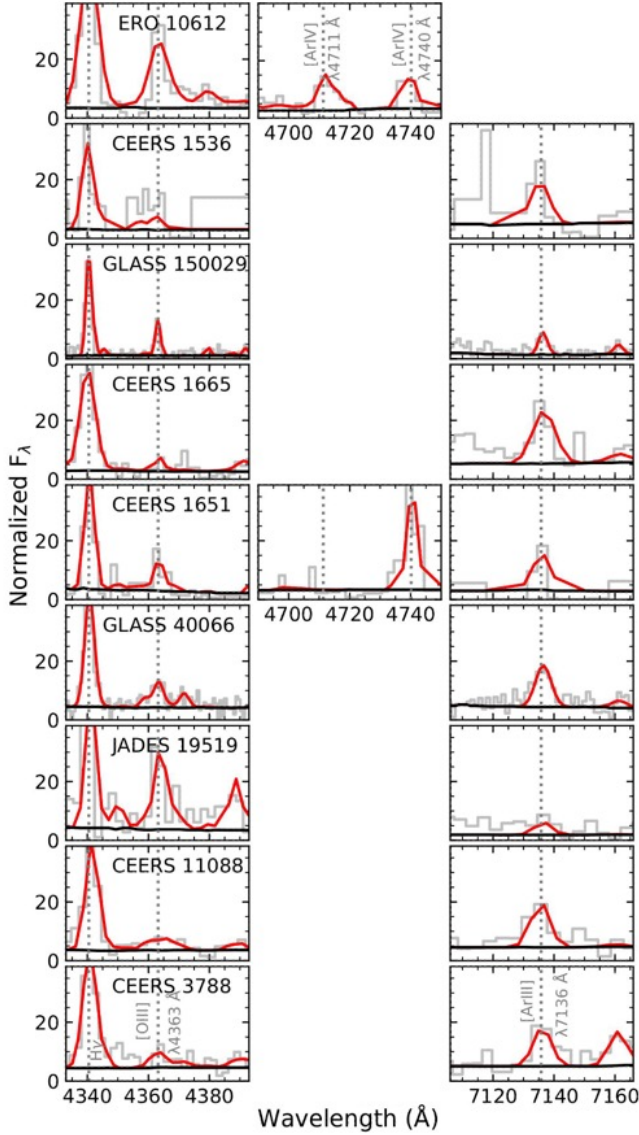 ERO 10612
[ArIV]
λ4711 Å
[ArIV]
λ4740 Å
20
0
4700 4720 4740
CEERS 1536
20
0
GLASS 150029
20
0
CEERS 1665
20
0
CEERS 1651
20
0
4700 4720 4740
GLASS 40066
20
0
JADES 19519
20
0
CEERS 11088
20
0
CEERS 3788
20
0
Hγ
[OIII]
λ4363 Å
[ArIII]
λ7136 Å
4340 4360 4380
7120 7140 7160
Normalized Fλ
Wavelength (Å)